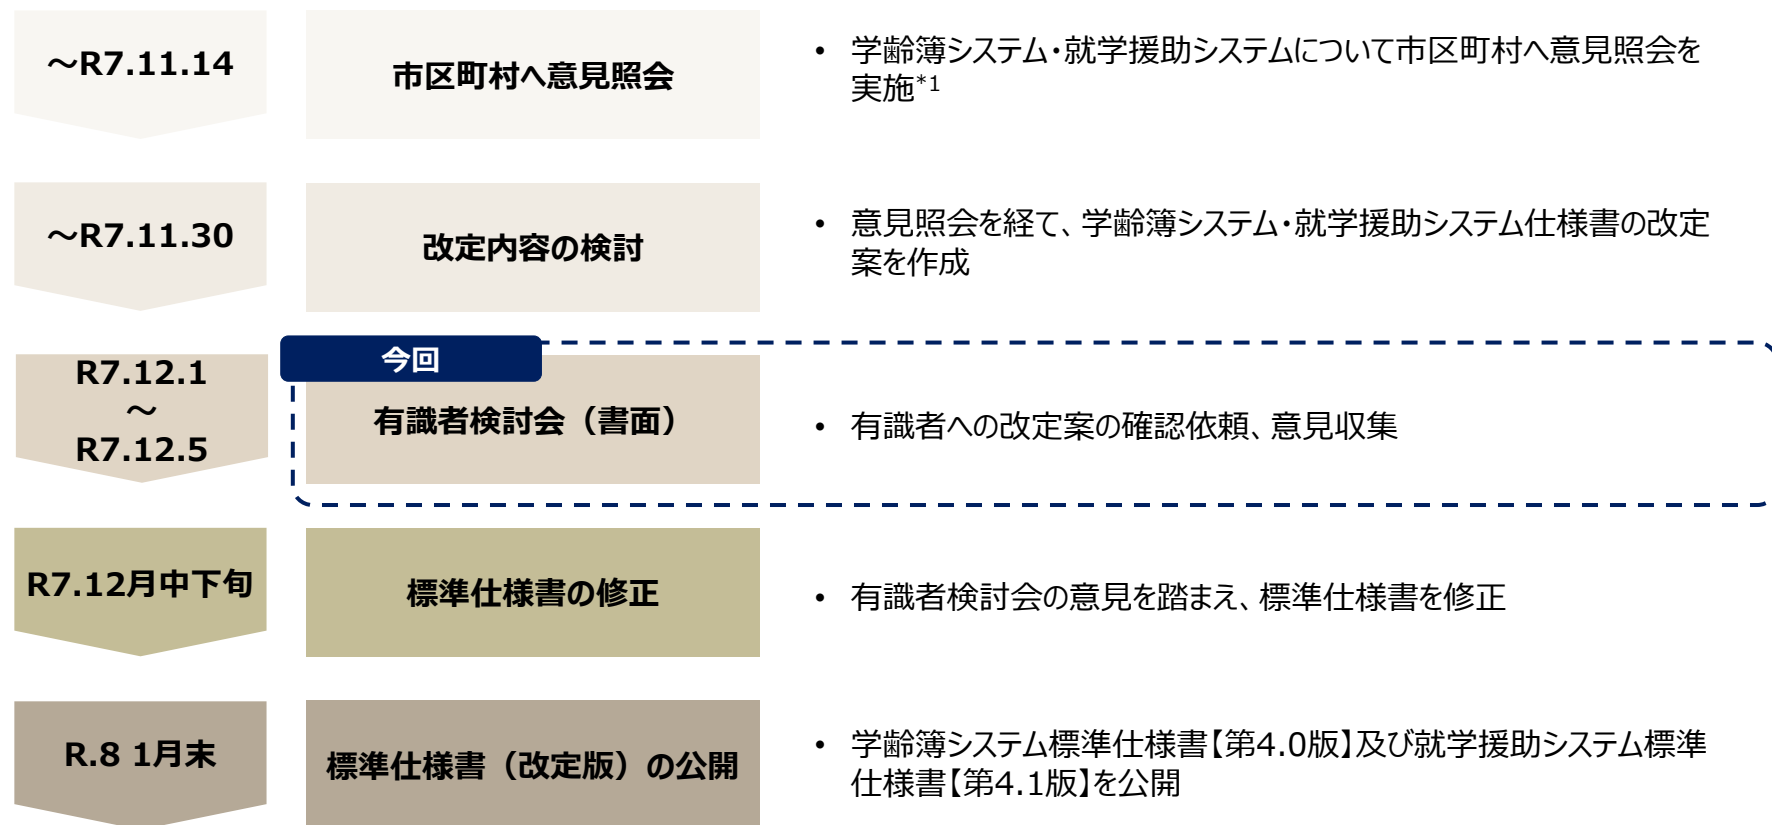 ～R7.11.14
市区町村へ意見照会
• 学齢簿システム・就学援助システムについて市区町村へ意見照会を
実施*1
～R7.11.30
改定内容の検討
• 意見照会を経て、学齢簿システム・就学援助システム仕様書の改定
案を作成
今回
R7.12.1
～
R7.12.5
有識者検討会（書面）
• 有識者への改定案の確認依頼、意見収集
R7.12月中下旬
標準仕様書の修正
• 有識者検討会の意見を踏まえ、標準仕様書を修正
R.8 1月末
標準仕様書（改定版）の公開
• 学齢簿システム標準仕様書【第4.0版】及び就学援助システム標準
仕様書【第4.1版】を公開